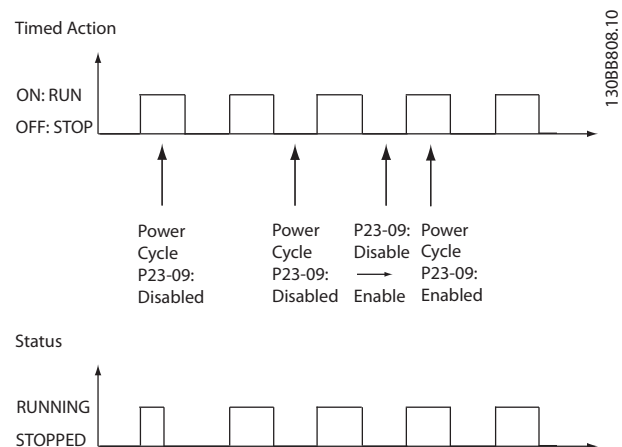 Timed Action
130BB808.10
ON: RUN
OFF: STOP
Power Cycle P23-09: Disabled
Power Cycle P23-09: Disabled
P23-09: Disable → Enable
Power Cycle P23-09: Enabled
Status
RUNNING
STOPPED